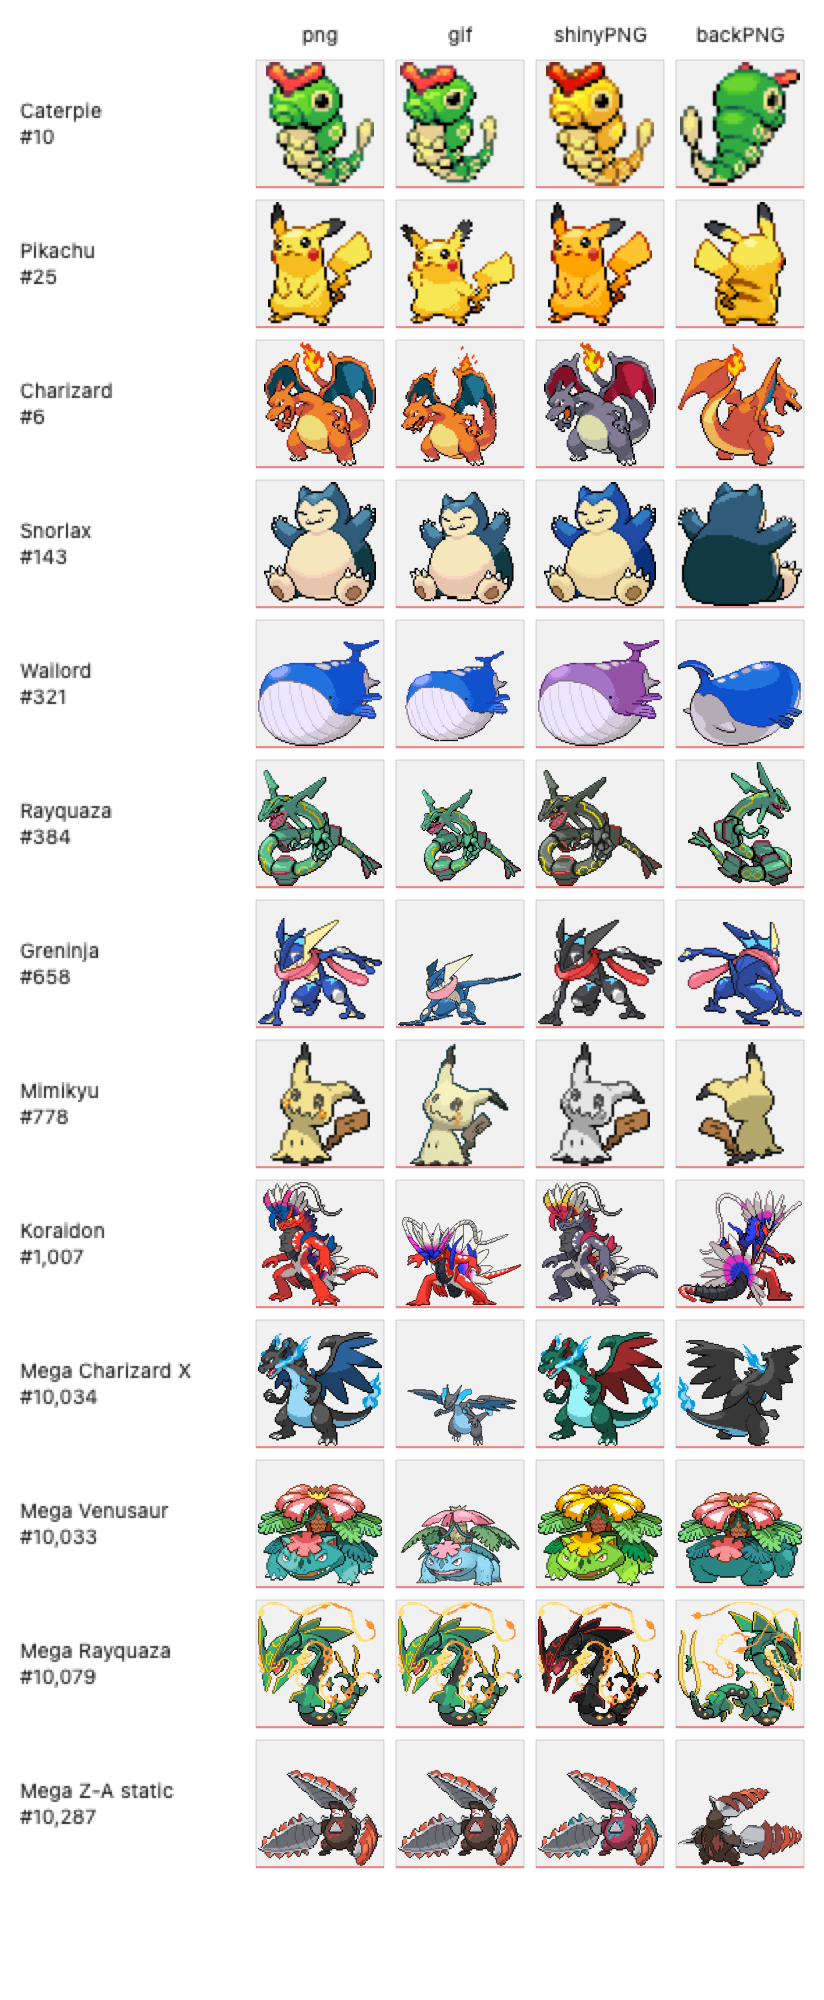 png gif shinyPNG backPNG
Caterpie
#10
Pikachu
#25
Charizard
#6
Snorlax
#143
Wailord
#321
Rayquaza
#384
Greninja
#658
Mimikyu
#778
Koraidon
#1,007
Mega Charizard X
#10,034
Mega Venusaur
#10,033
Mega Rayquaza
#10,079
Mega Z-A static
#10,287